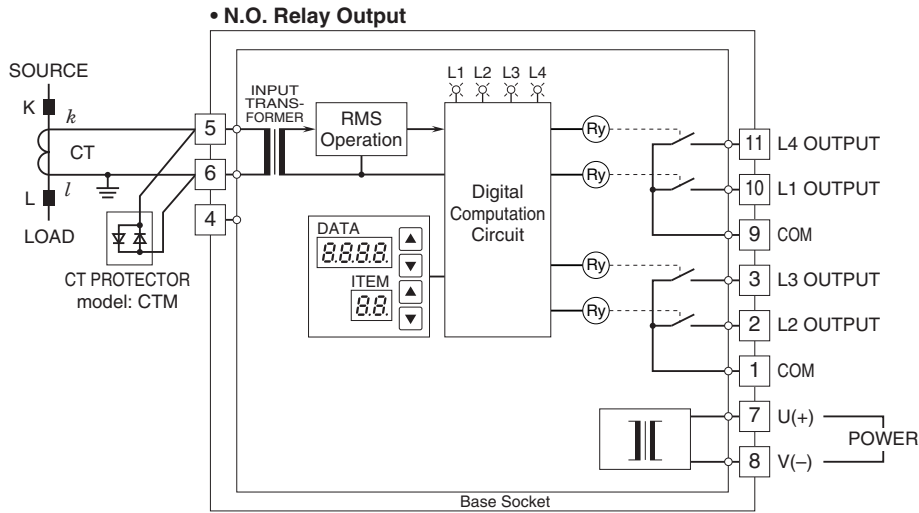 • N.O. Relay Output
SOURCE
K
k
CT
L
l
LOAD
CT PROTECTOR
model: CTM
5
6
4
INPUT
TRANS-
FORMER
RMS
Operation
L1 L2 L3 L4
Digital
Computation
Circuit
DATA
8.8.8.8.
ITEM
8.8.
Ry
Ry
Ry
Ry
11 L4 OUTPUT
10 L1 OUTPUT
9 COM
3 L3 OUTPUT
2 L2 OUTPUT
1 COM
7 U(+)
8 V(–)
POWER
Base Socket